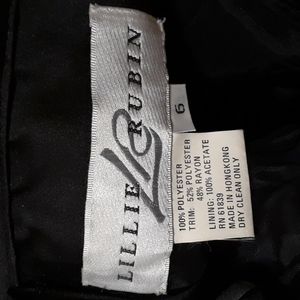 LILLIE LR RUBIN
6
100% POLYESTER
TRIM: 52% POLYESTER
48% RAYON
LINING: 100% ACETATE
RN 61839
MADE IN HONGKONG
DRY CLEAN ONLY